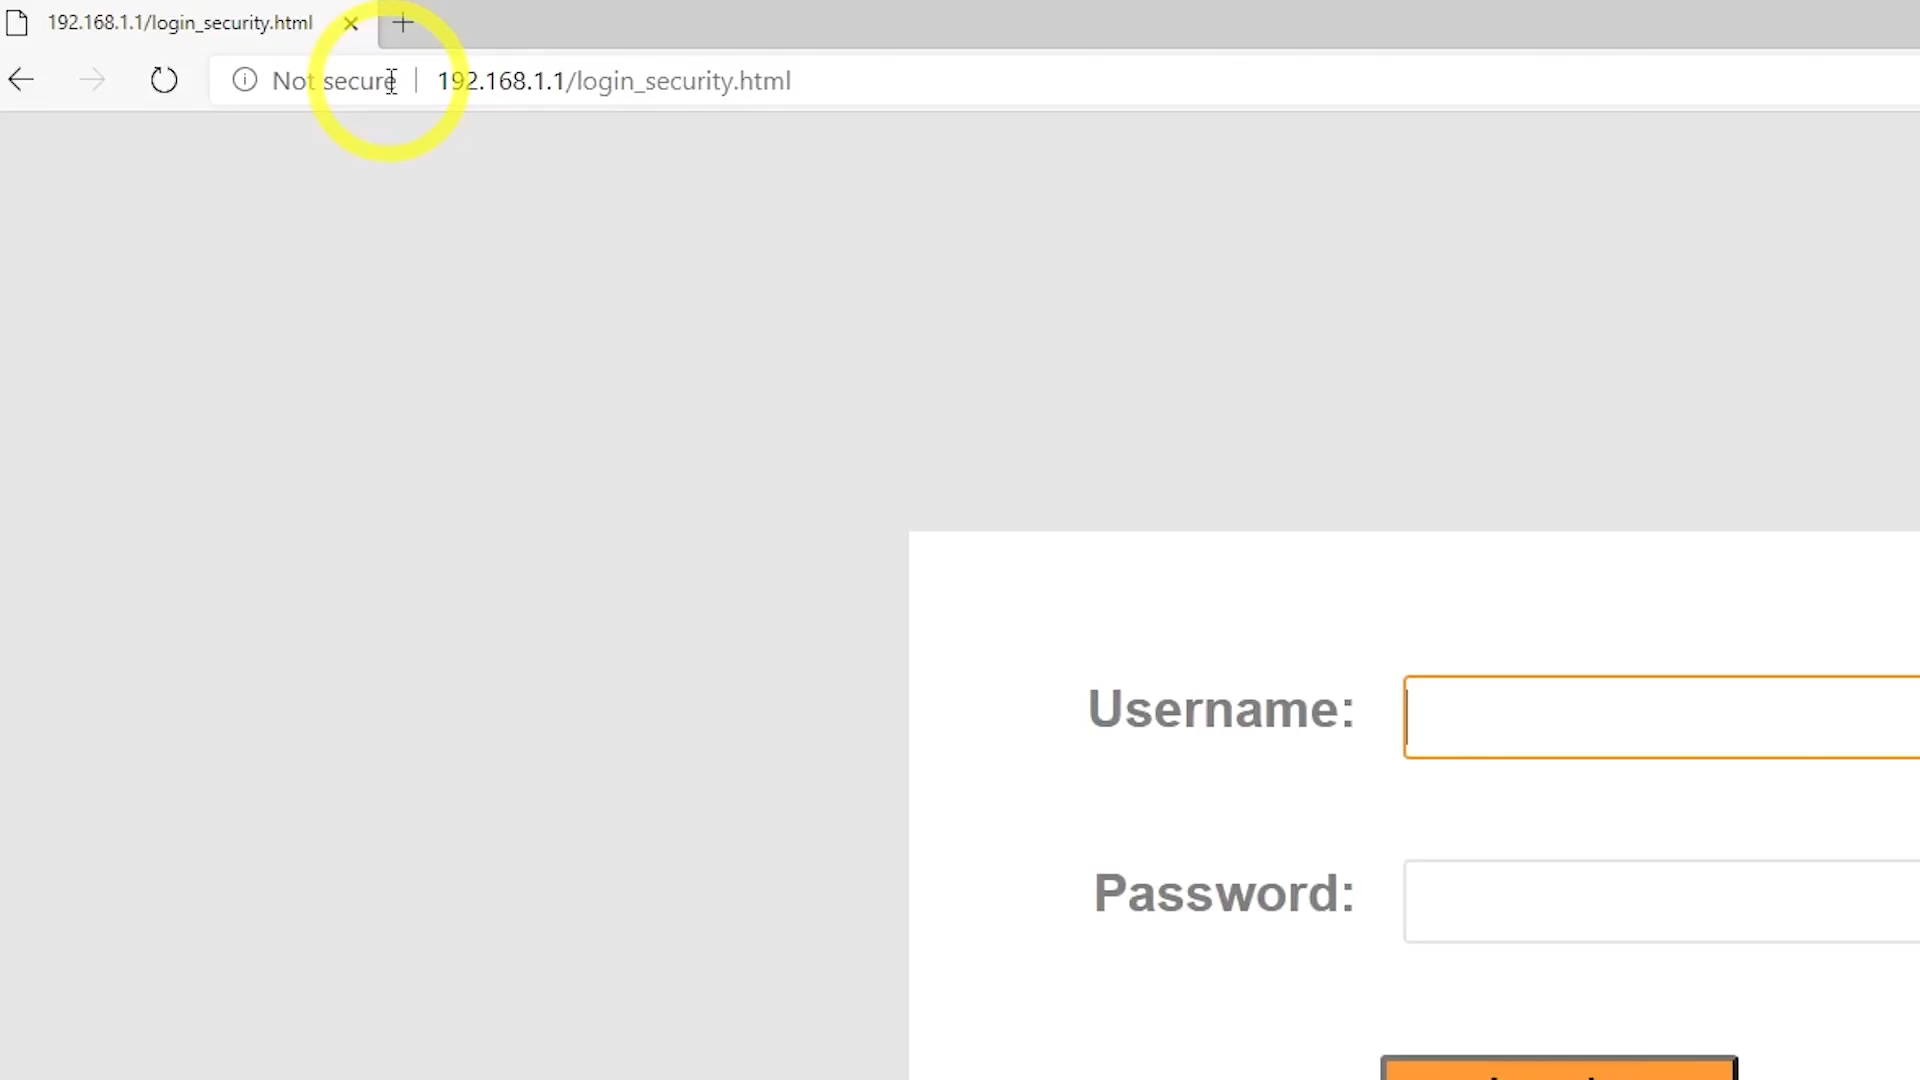 192.168.1.1/login_security.html
Not secure
192.168.1.1/login_security.html
Username:
Password: